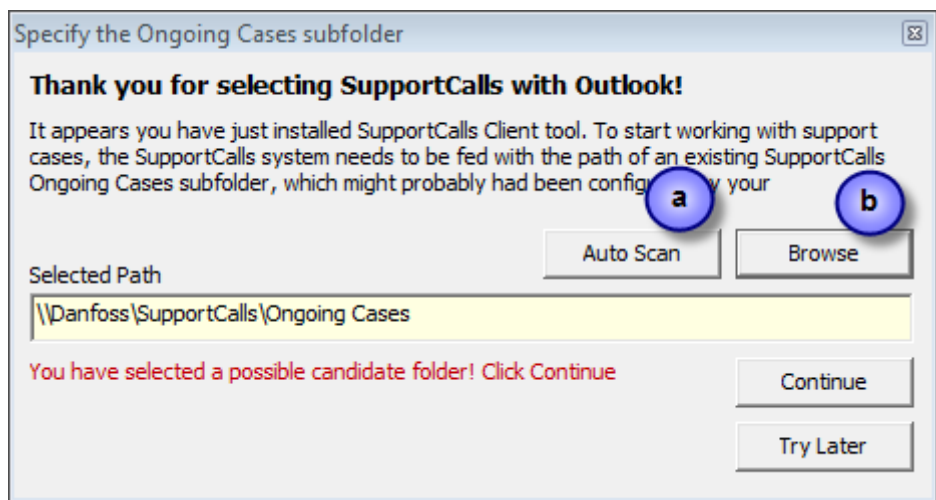 Specify the Ongoing Cases subfolder
Thank you for selecting SupportCalls with Outlook!
It appears you have just installed SupportCalls Client tool. To start working with support
cases, the SupportCalls system needs to be fed with the path of an existing SupportCalls
Ongoing Cases subfolder, which might probably had been your
a
b
Auto Scan
Browse
Selected Path
\\Danfoss\SupportCalls\Ongoing Cases
You have selected a possible candidate folder! Click Continue
Continue
Try Later